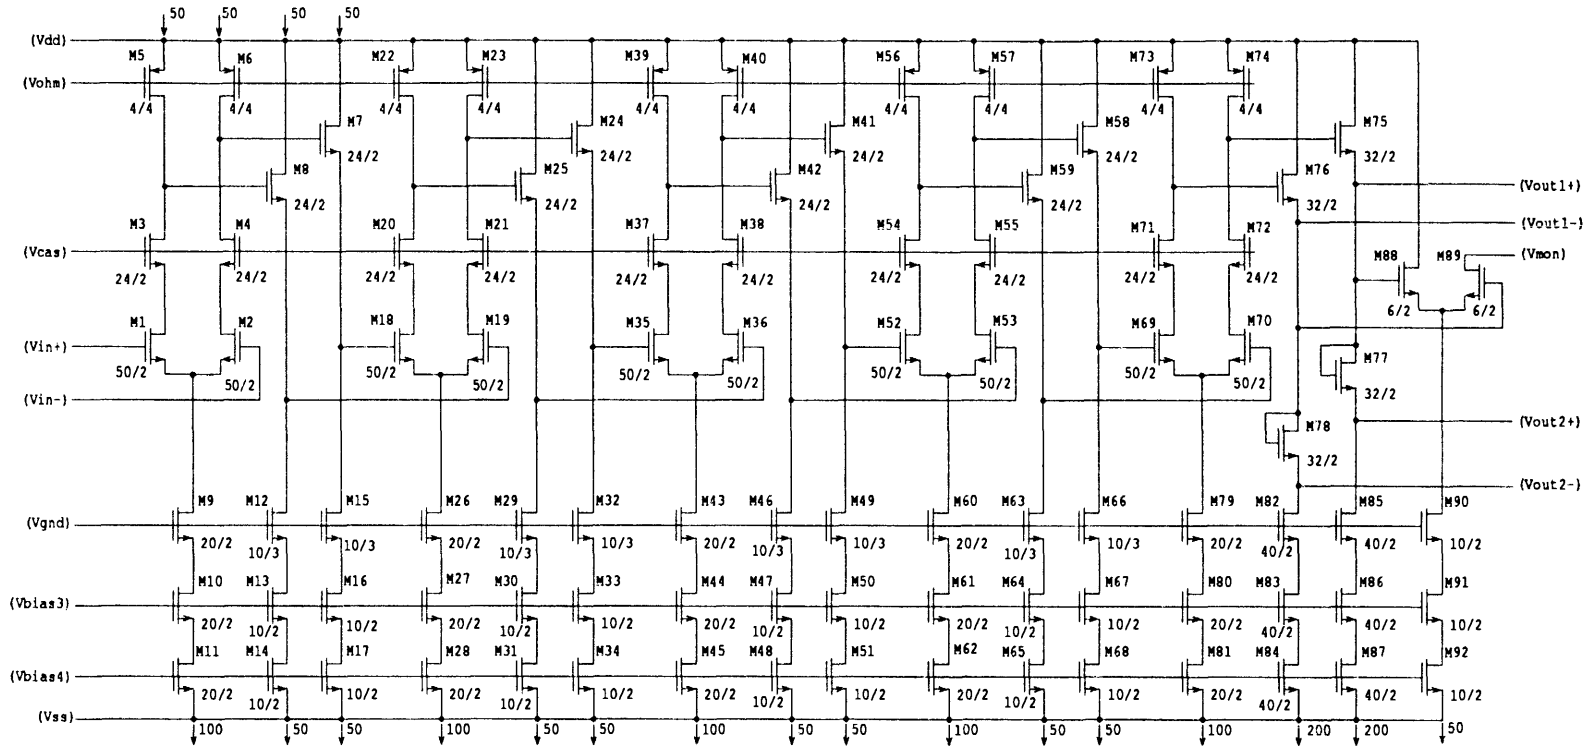 50 50 50 50
(Vdd)
M5 M6 M22 M23 M39 M40 M56 M57 M73 M74
(Vohm)
4/4 4/4 4/4 4/4 4/4 4/4 4/4 4/4 4/4 4/4
M7 M24 M41 M58 M75
24/2 24/2 24/2 24/2 32/2
M8 M25 M42 M59 M76
(Vout1+)
24/2 24/2 24/2 24/2 32/2
M3 M4 M20 M21 M37 M38 M54 M55 M71 M72
(Vout1-)
(Vcas)
M88 M89 (Vmon)
24/2 24/2 24/2 24/2 24/2 24/2 24/2 24/2 24/2 24/2
6/2 6/2
M1 M2 M18 M19 M35 M36 M52 M53 M69 M70
(Vin+)
M77
50/2 50/2 50/2 50/2 50/2 50/2 50/2 50/2 50/2 50/2
32/2
(Vin-)
M78 (Vout2+)
32/2
(Vout2-)
M9 M12 M15 M26 M29 M32 M43 M46 M49 M60 M63 M66 M79 M82 M85 M90
(Vgnd)
20/2 10/3 10/3 20/2 10/3 10/3 20/2 10/3 10/3 20/2 10/3 10/3 20/2 40/2 40/2 10/2
M10 M13 M16 M27 M30 M33 M44 M47 M50 M61 M64 M67 M80 M83 M86 M91
(Vbias3)
20/2 10/2 10/2 20/2 10/2 10/2 20/2 10/2 10/2 20/2 10/2 10/2 20/2 40/2 40/2 10/2
M11 M14 M17 M28 M31 M34 M45 M48 M51 M62 M65 M68 M81 M84 M87 M92
(Vbias4)
20/2 10/2 10/2 20/2 10/2 10/2 20/2 10/2 10/2 20/2 10/2 10/2 20/2 40/2 40/2 10/2
(Vss)
100 50 50 100 50 50 100 50 50 100 50 50 100 200 200 50